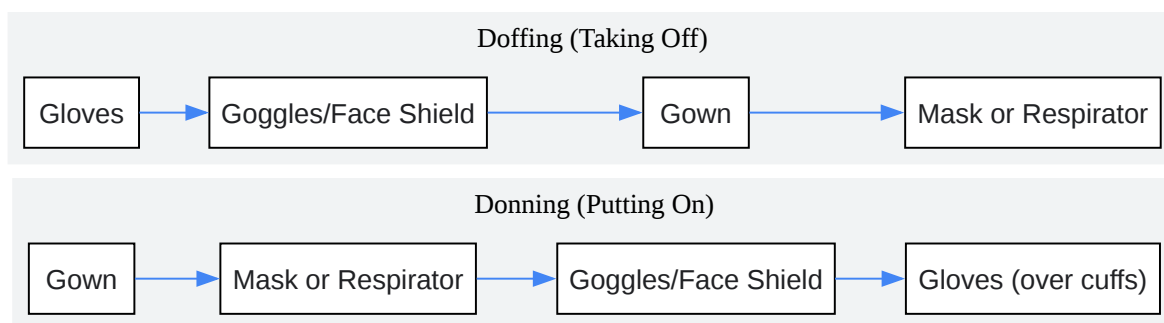 Doffing (Taking Off)
Gloves
Goggles/Face Shield
Gown
Mask or Respirator
Donning (Putting On)
Gown
Mask or Respirator
Goggles/Face Shield
Gloves (over cuffs)